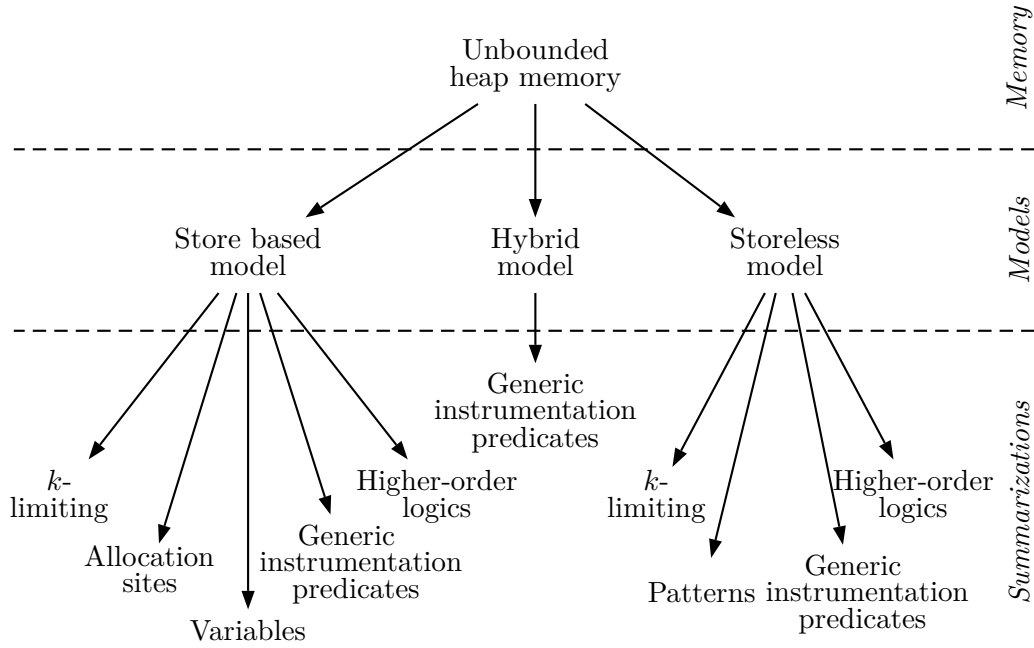 Unbounded
heap memory
Memory
Store based
model
Hybrid
model
Storeless
model
Models
Generic
instrumentation
predicates
k-
limiting
Allocation
sites
Variables
Generic
instrumentation
predicates
Higher-order
logics
k-
limiting
Patterns
Generic
instrumentation
predicates
Higher-order
logics
Summarizations